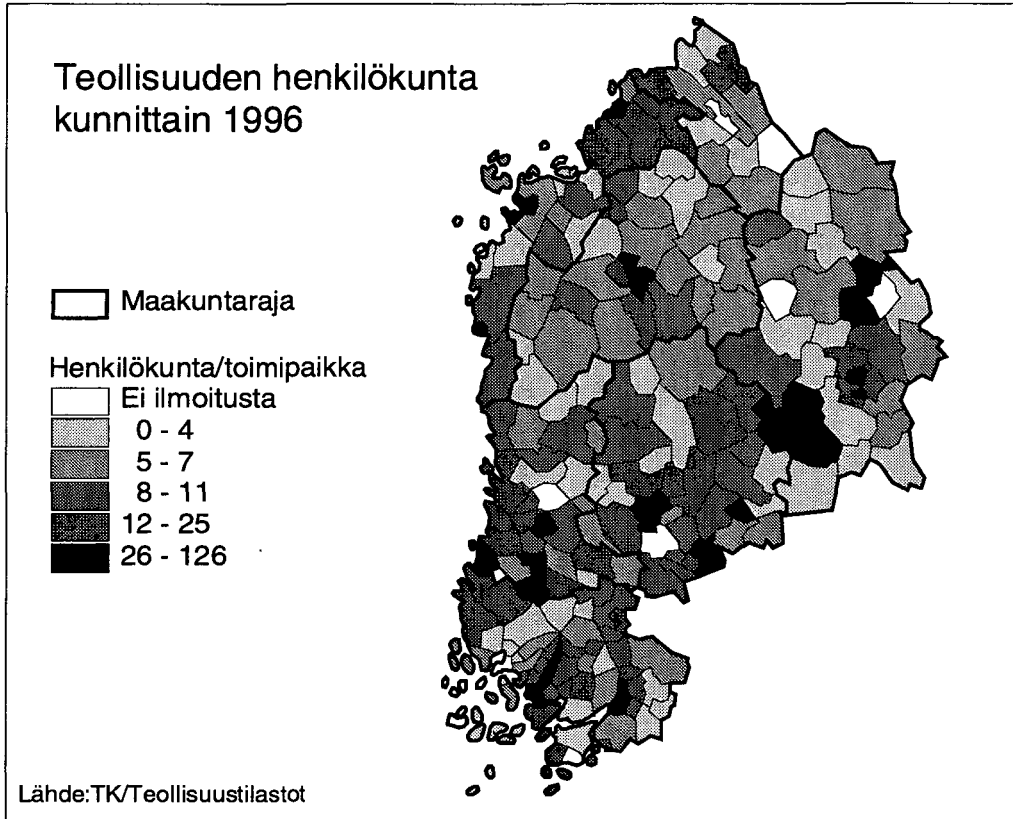 Teollisuuden henkilökunta
kunnittain 1996
Maakuntaraja
Henkilökunta/toimipaikka
Ei ilmoitusta
0 - 4
5 - 7
8 - 11
12 - 25
26 - 126
Lähde:TK/Teollisuustilastot